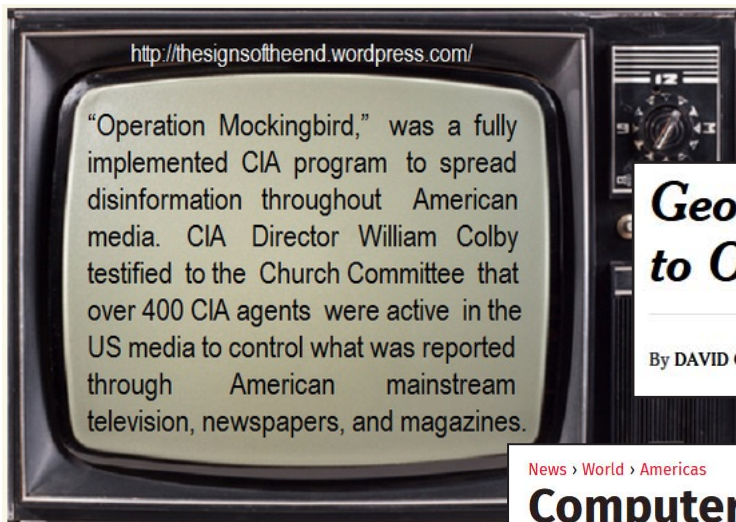 http://thesignsoftheend.wordpress.com/
“Operation Mockingbird,” was a fully
implemented CIA program to spread
disinformation throughout American
media. CIA Director William Colby
testified to the Church Committee that
over 400 CIA agents were active in the
US media to control what was reported
through American mainstream
television, newspapers, and magazines.
12
9
3
Geo
to O
By DAVID
News › World › Americas
Computer